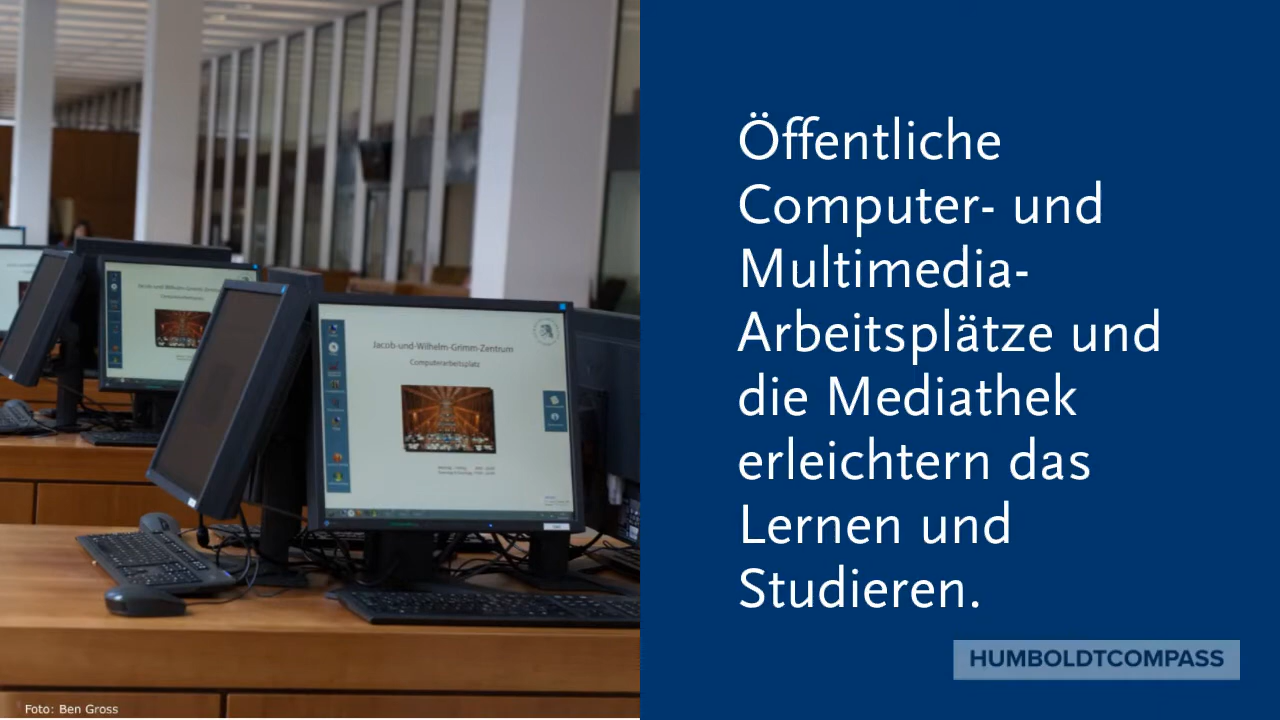 Jacob-und-Wilhelm-Grimm-Zentrum
Computerarbeitsplatz
Öffentliche
Computer- und
Multimedia-
Arbeitsplätze und
die Mediathek
erleichtern das
Lernen und
Studieren.
HUMBOLDTCOMPASS
Foto: Ben Gross